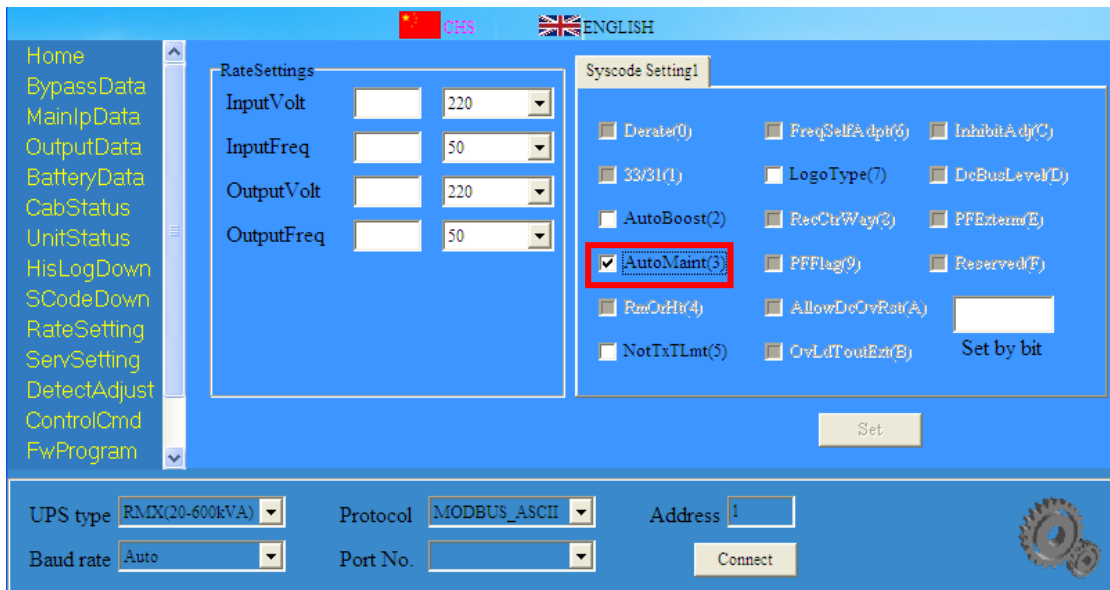 CHS ENGLISH
Home
BypassData
MainIpData
OutputData
BatteryData
CabStatus
UnitStatus
HisLogDown
SCodeDown
RateSetting
ServSetting
DetectAdjust
ControlCmd
FwProgram
RateSettings
InputVolt 220
InputFreq 50
OutputVolt 220
OutputFreq 50
Syscode Setting1
Derate(0) FreqSelfAdpt(6) InhibitAdj(C)
33/31(1) LogoType(7) DcBusLevel(D)
AutoBoost(2) RecCtrWay(8) PFExterm(E)
AutoMaint(3) PFFlag(9) Reserved(F)
RmOrHt(4) AllowDcOvRst(A)
NotTxTLmt(5) OvLdToutExt(B) Set by bit
Set
UPS type RMX(20-600kVA) Protocol MODBUS_ASCII Address 1
Baud rate Auto Port No. Connect